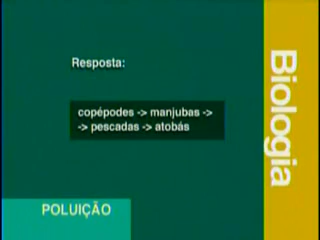 Resposta:
copépodes -> manjubas ->
-> pescadas -> atobás
Biologia
POLUIÇÃO